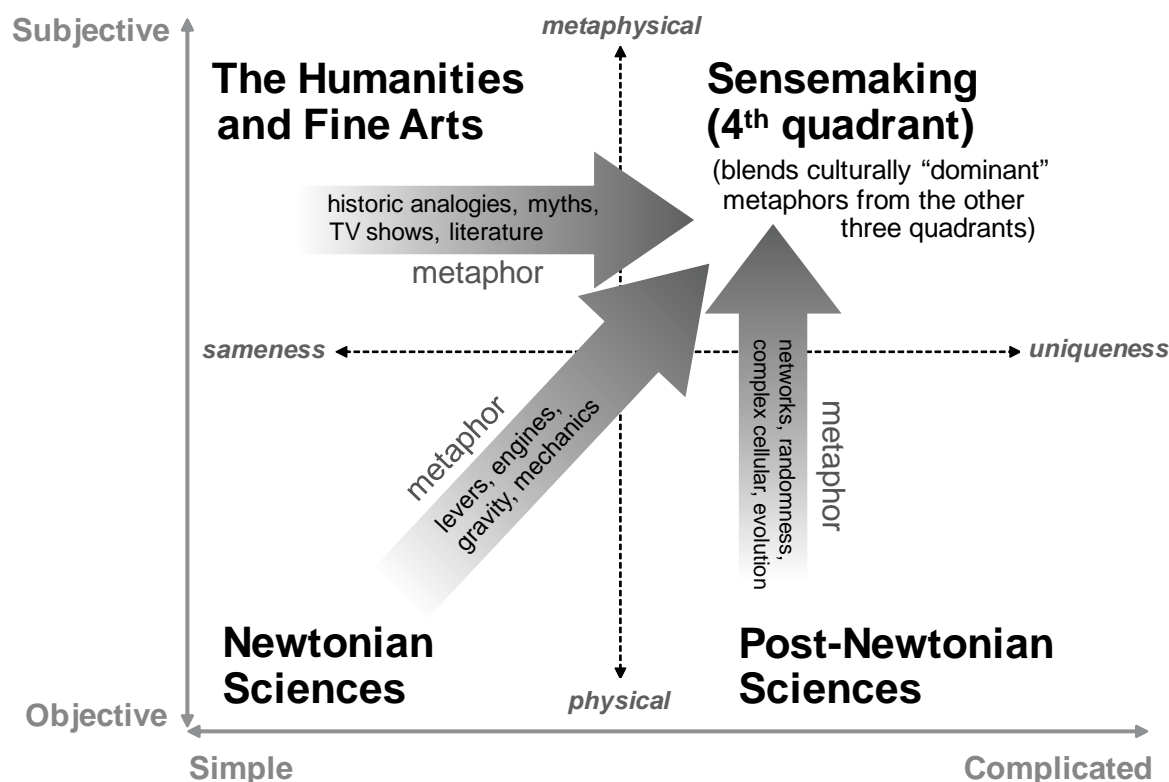 Subjective
metaphysical
The Humanities
and Fine Arts
Sensemaking
(4th quadrant)
(blends culturally “dominant”
metaphors from the other
three quadrants)
historic analogies, myths,
TV shows, literature
metaphor
sameness
uniqueness
metaphor
levers, engines,
gravity, mechanics
networks, randomness,
complex cellular, evolution
metaphor
Newtonian
Sciences
Post-Newtonian
Sciences
physical
Objective
Simple
Complicated